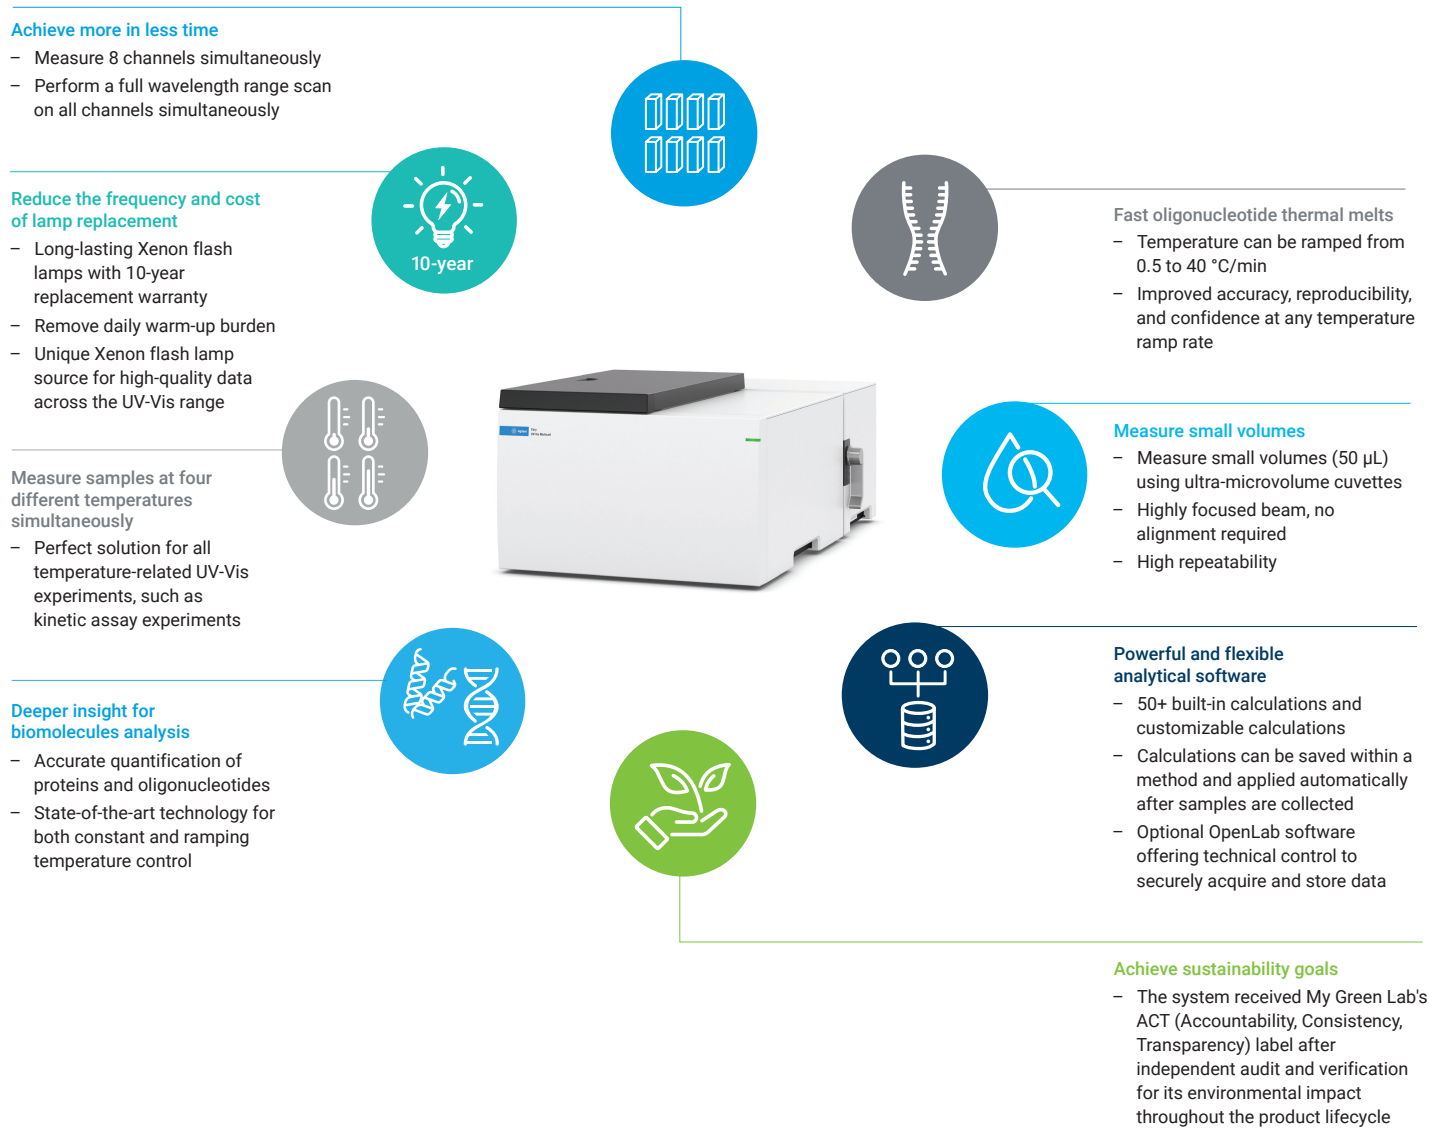 Achieve more in less time
– Measure 8 channels simultaneously
– Perform a full wavelength range scan
on all channels simultaneously
Reduce the frequency and cost
of lamp replacement
– Long-lasting Xenon flash
lamps with 10-year
replacement warranty
– Remove daily warm-up burden
– Unique Xenon flash lamp
source for high-quality data
across the UV-Vis range
10-year
Measure samples at four
different temperatures
simultaneously
– Perfect solution for all
temperature-related UV-Vis
experiments, such as
kinetic assay experiments
Deeper insight for
biomolecules analysis
– Accurate quantification of
proteins and oligonucleotides
– State-of-the-art technology for
both constant and ramping
temperature control
Fast oligonucleotide thermal melts
– Temperature can be ramped from
0.5 to 40 °C/min
– Improved accuracy, reproducibility,
and confidence at any temperature
ramp rate
Measure small volumes
– Measure small volumes (50 µL)
using ultra-microvolume cuvettes
– Highly focused beam, no
alignment required
– High repeatability
Powerful and flexible
analytical software
– 50+ built-in calculations and
customizable calculations
– Calculations can be saved within a
method and applied automatically
after samples are collected
– Optional OpenLab software
offering technical control to
securely acquire and store data
Achieve sustainability goals
– The system received My Green Lab's
ACT (Accountability, Consistency,
Transparency) label after
independent audit and verification
for its environmental impact
throughout the product lifecycle